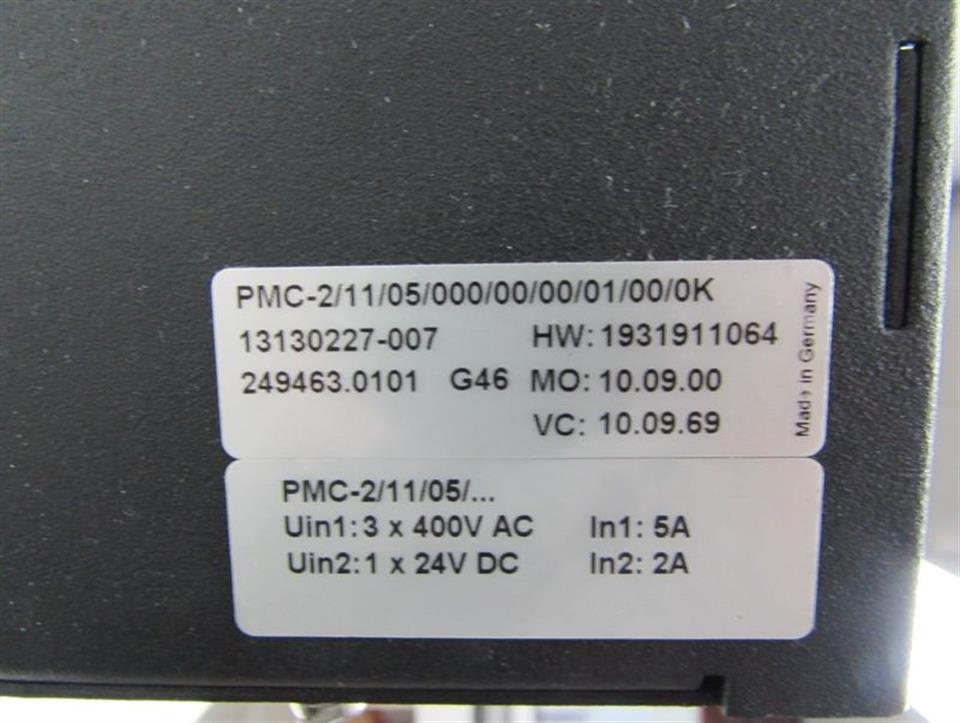 PMC-2/11/05/000/00/00/01/00/0K
13130227-007 HW: 1931911064
249463.0101 G46 MO: 10.09.00
VC: 10.09.69
Made in Germany
PMC-2/11/05/...
Uin1: 3 x 400V AC In1: 5A
Uin2: 1 x 24V DC In2: 2A